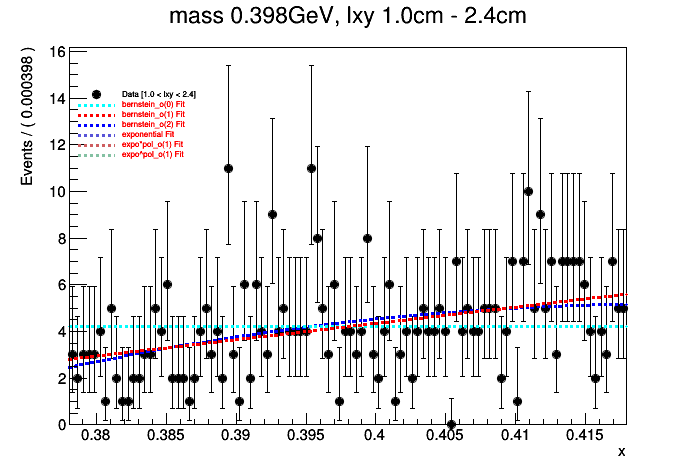 mass 0.398GeV, lxy 1.0cm - 2.4cm
Events / ( 0.000398 )
16
14
12
10
8
6
4
2
0
Data [1.0 < lxy < 2.4]
bernstein_o(0) Fit
bernstein_o(1) Fit
bernstein_o(2) Fit
exponential Fit
expo*pol_o(1) Fit
expo^pol_o(1) Fit
0.38 0.385 0.39 0.395 0.4 0.405 0.41 0.415
x